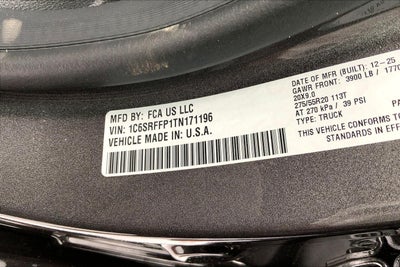 MFD BY: FCA US LLC
VIN: 1C6SRFFP1TN171196
VEHICLE MADE IN U.S.A.
DATE OF MFR (BUILT): 12-25
GAWR FRONT: 3900 LB / 1770
20X9.0
275/55R20 113T
AT 270 kPa / 39 PSI
TYPE: TRUCK
THIS VEHICLE CONFORMS TO
STANDARDS IN EFF